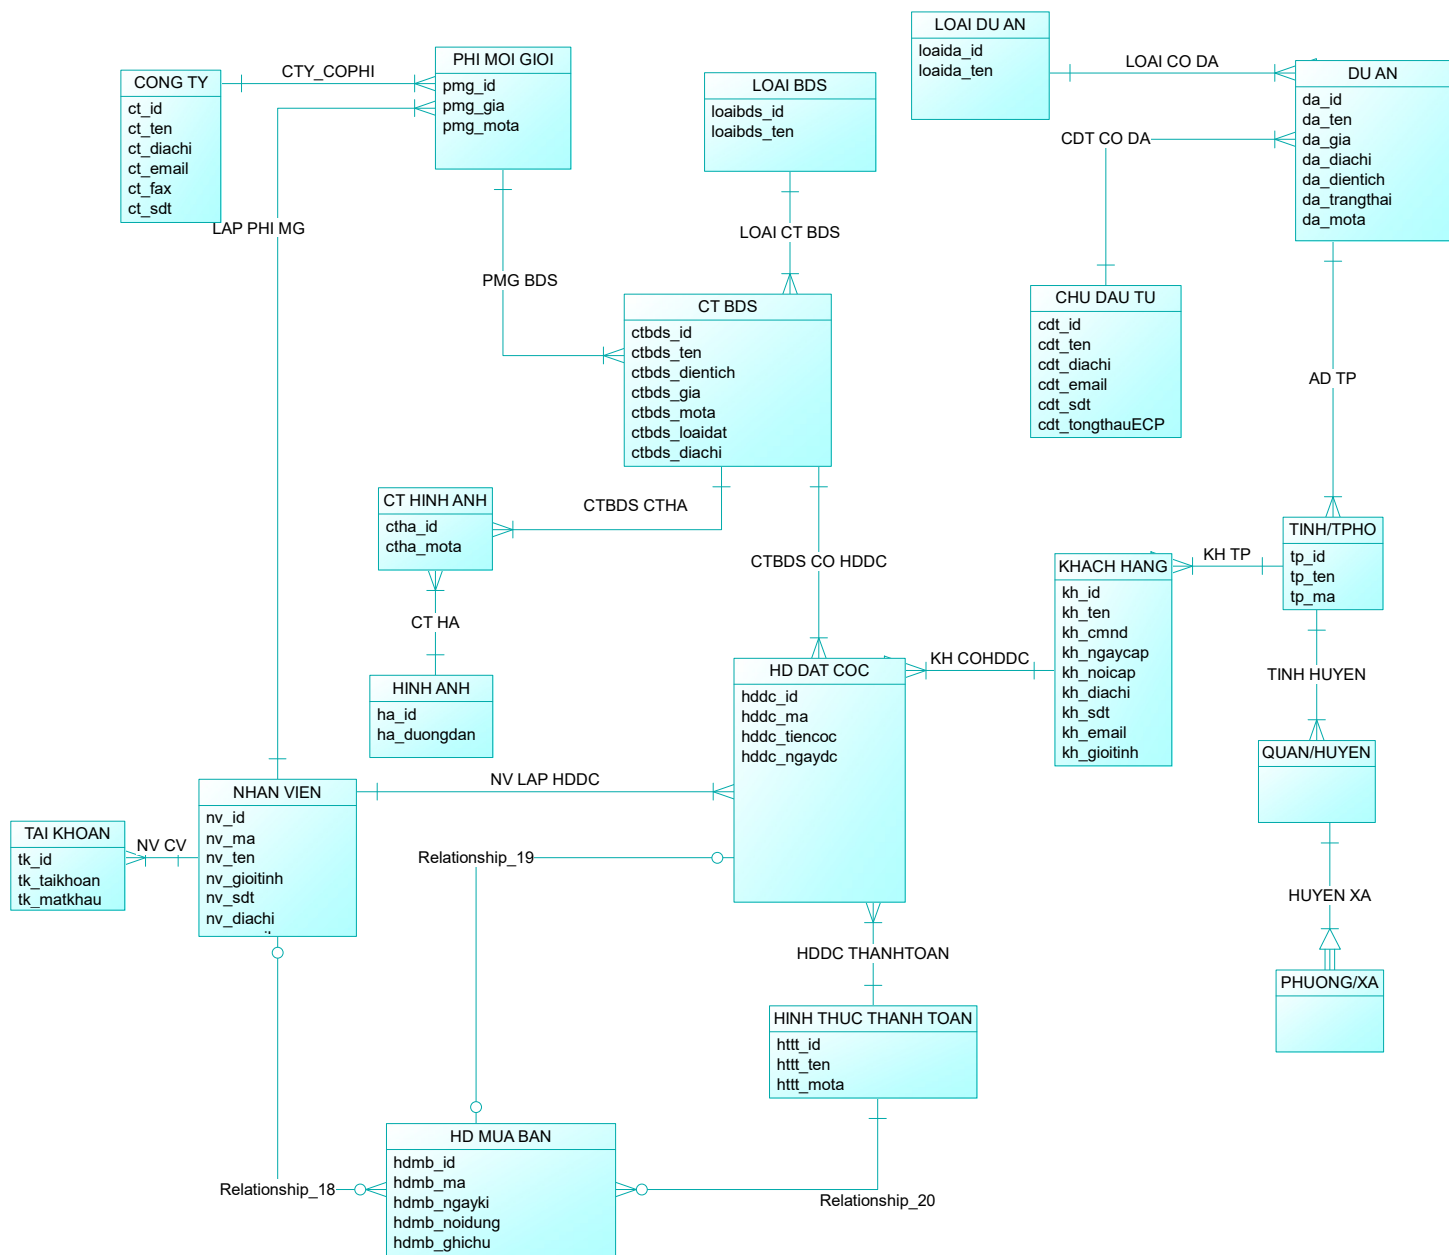 LOAI DU AN
loaida_id
loaida_ten
PHI MOI GIOI
pmg_id
pmg_gia
pmg_mota
CTY_COPHI
CONG TY
ct_id
ct_ten
ct_diachi
ct_email
ct_fax
ct_sdt
LOAI BDS
loaibds_id
loaibds_ten
LOAI CO DA
DU AN
da_id
da_ten
da_gia
da_diachi
da_dientich
da_trangthai
da_mota
CDT CO DA
LAP PHI MG
LOAI CT BDS
PMG BDS
CHU DAU TU
cdt_id
cdt_ten
cdt_diachi
cdt_email
cdt_sdt
cdt_tongthauECP
CT BDS
ctbds_id
ctbds_ten
ctbds_dientich
ctbds_gia
ctbds_mota
ctbds_loaidat
ctbds_diachi
AD TP
CT HINH ANH
ctha_id
ctha_mota
CTBDS CTHA
CTBDS CO HDDC
TINH/TPHO
tp_id
tp_ten
tp_ma
KH TP
KHACH HANG
kh_id
kh_ten
kh_cmnd
kh_ngaycap
kh_noicap
kh_diachi
kh_sdt
kh_email
kh_gioitinh
CT HA
KH COHDDC
HD DAT COC
hddc_id
hddc_ma
hddc_tiencoc
hddc_ngaydc
TINH HUYEN
HINH ANH
ha_id
ha_duongdan
QUAN/HUYEN
NV LAP HDDC
NHAN VIEN
nv_id
nv_ma
nv_ten
nv_gioitinh
nv_sdt
nv_diachi
TAI KHOAN
tk_id
tk_taikhoan
tk_matkhau
NV CV
Relationship_19
HUYEN XA
HDDC THANHTOAN
PHUONG/XA
HINH THUC THANH TOAN
httt_id
httt_ten
httt_mota
HD MUA BAN
hdmb_id
hdmb_ma
hdmb_ngayki
hdmb_noidung
hdmb_ghichu
Relationship_18
Relationship_20